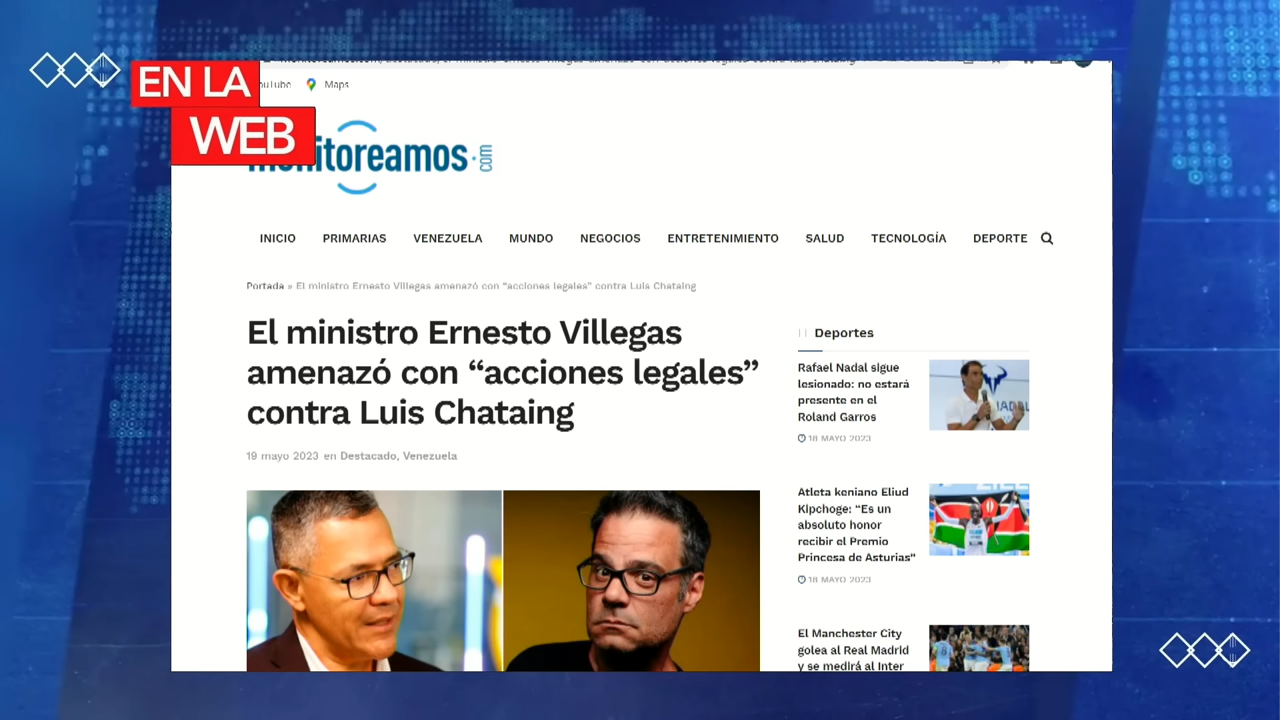 EN LA
WEB
Maps
itoreamos.com
INICIO PRIMARIAS VENEZUELA MUNDO NEGOCIOS ENTRETENIMIENTO SALUD TECNOLOGÍA DEPORTE
Portada » El ministro Ernesto Villegas amenazó con “acciones legales” contra Luis Chataing
El ministro Ernesto Villegas
amenazó con “acciones legales”
contra Luis Chataing
19 mayo 2023 en Destacado, Venezuela
Deportes
Rafael Nadal sigue
lesionado: no estará
presente en el
Roland Garros
18 MAYO 2023
Atleta keniano Eliud
Kipchoge: “Es un
absoluto honor
recibir el Premio
Princesa de Asturias”
18 MAYO 2023
El Manchester City
golea al Real Madrid
y se medirá al Inter